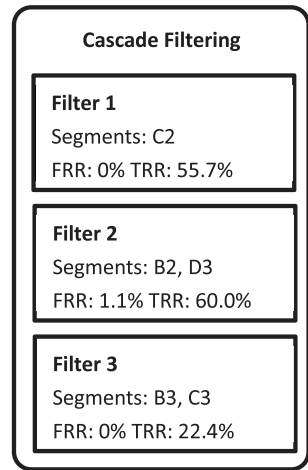 Cascade Filtering
Filter 1
Segments: C2
FRR: 0% TRR: 55.7%
Filter 2
Segments: B2, D3
FRR: 1.1% TRR: 60.0%
Filter 3
Segments: B3, C3
FRR: 0% TRR: 22.4%